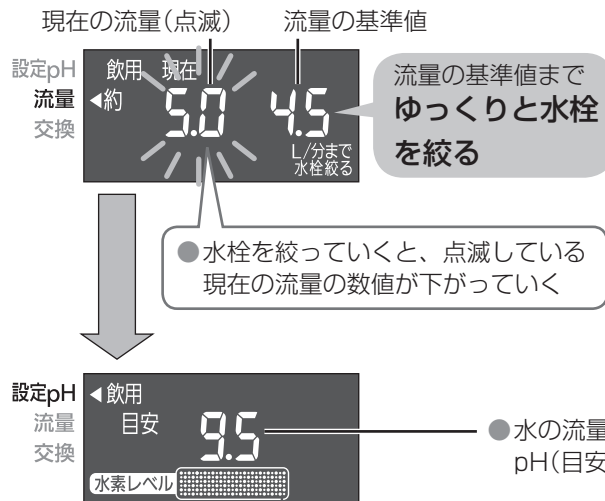 現在の流量(点滅)
流量の基準値
設定pH
流量
交換
飲用 現在
◀約 5.0 4.5
L/分まで
水栓絞る
流量の基準値まで
ゆっくりと水栓
を絞る
●水栓を絞っていくと、点滅している
現在の流量の数値が下がっていく
設定pH
流量
交換
◀飲用
目安 9.5
水素レベル
●水の流量
pH(目安